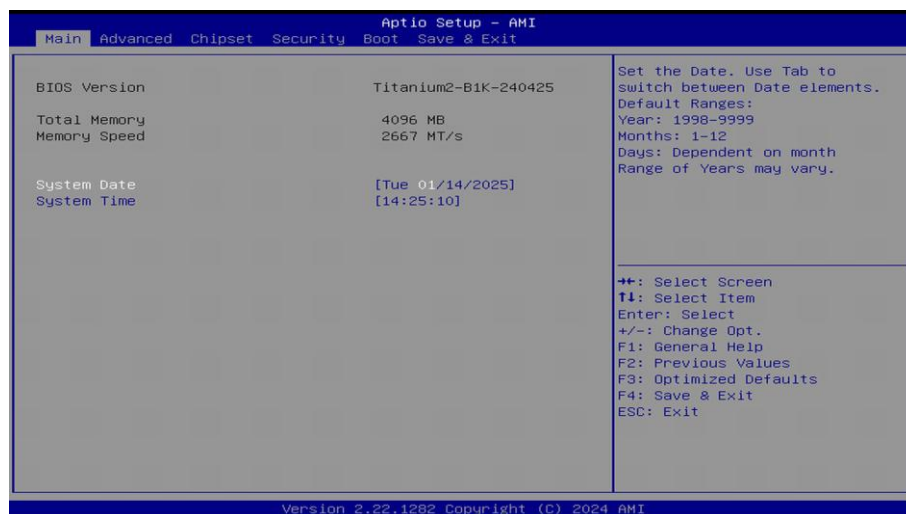 Aptio Setup – AMI
Main Advanced Chipset Security Boot Save & Exit
BIOS Version Titanium2-B1K-240425
Total Memory 4096 MB
Memory Speed 2667 MT/s
System Date [Tue 01/14/2025]
System Time [14:25:10]
Set the Date. Use Tab to
switch between Date elements.
Default Ranges:
Year: 1998-9999
Months: 1-12
Days: Dependent on month
Range of Years may vary.
→←: Select Screen
↑↓: Select Item
Enter: Select
+/-: Change Opt.
F1: General Help
F2: Previous Values
F3: Optimized Defaults
F4: Save & Exit
ESC: Exit
Version 2.22.1282 Copyright (C) 2024 AMI